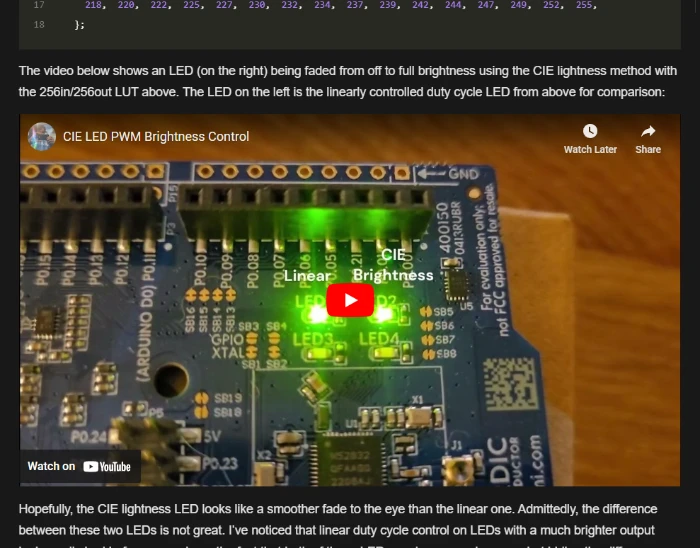 17 218, 220, 222, 225, 227, 230, 232, 234, 237, 239, 242, 244, 247, 249, 252, 255,
18 };
The video below shows an LED (on the right) being faded from off to full brightness using the CIE lightness method with
the 256in/256out LUT above. The LED on the left is the linearly controlled duty cycle LED from above for comparison:
CIE LED PWM Brightness Control
Watch Later
Share
GND
P15
P3
P0.15
P0.14
P0.13
P0.12
P0.11
P0.10
P0.09
P0.08
P0.07
P0.06
(ARDUINO D0)
400150
0413RUBR
For evaluation only;
not FCC approved for resale.
Linear
CIE
Brightness
U5
SB16
SB15
SB14
SB13
SB3
SB4
GPIO
XTAL
SB1
SB2
LED3
LED4
SB5
SB6
SB7
SB8
SB19
SB18
P5
5V
P0.24
P0.23
X1
X2
J1
Watch on YouTube
Hopefully, the CIE lightness LED looks like a smoother fade to the eye than the linear one. Admittedly, the difference
between these two LEDs is not great. I've noticed that linear duty cycle control on LEDs with a much brighter output